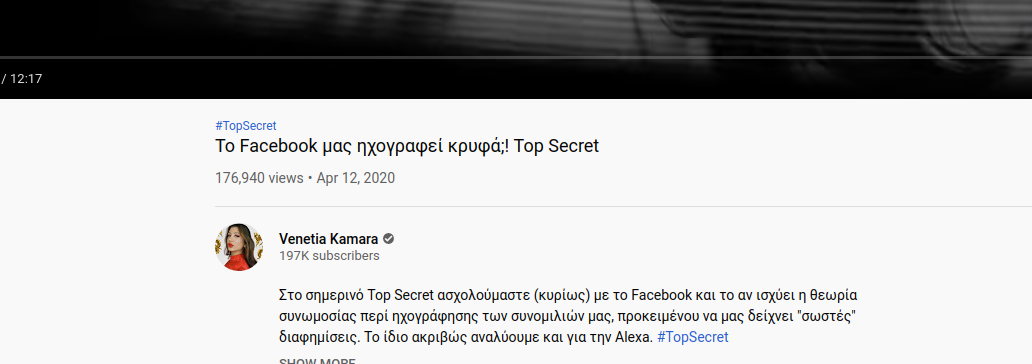 / 12:17
#TopSecret
Το Facebook μας ηχογραφεί κρυφά;! Top Secret
176,940 views • Apr 12, 2020
Venetia Kamara
197K subscribers
Στο σημερινό Top Secret ασχολούμαστε (κυρίως) με το Facebook και το αν ισχύει η θεωρία
συνωμοσίας περί ηχογράφησης των συνομιλιών μας, προκειμένου να μας δείχνει "σωστές"
διαφημίσεις. Το ίδιο ακριβώς αναλύουμε και για την Alexa. #TopSecret
SHOW MORE